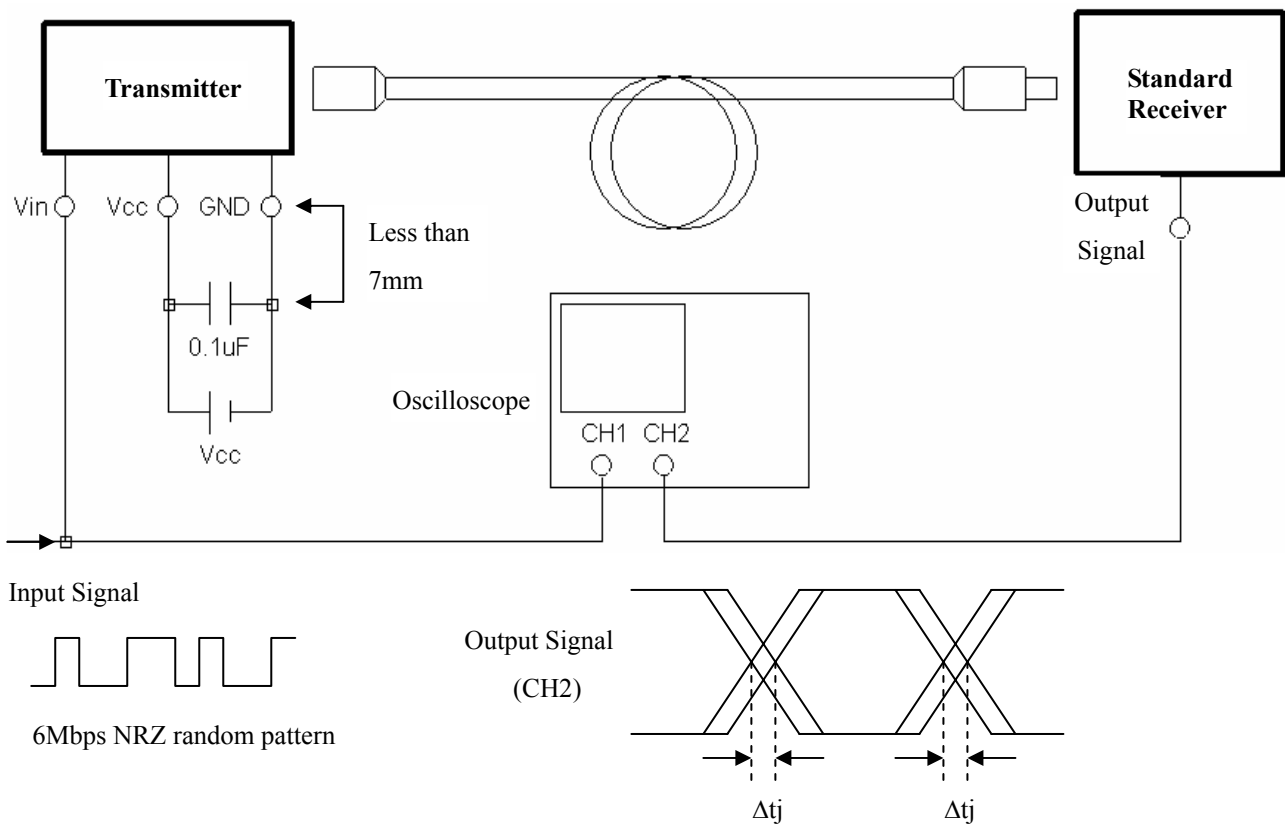 Transmitter
Standard
Receiver
Vin
Vcc
GND
Less than
7mm
Output
Signal
0.1uF
Vcc
Oscilloscope
CH1
CH2
Input Signal
Output Signal
(CH2)
6Mbps NRZ random pattern
Δtj
Δtj